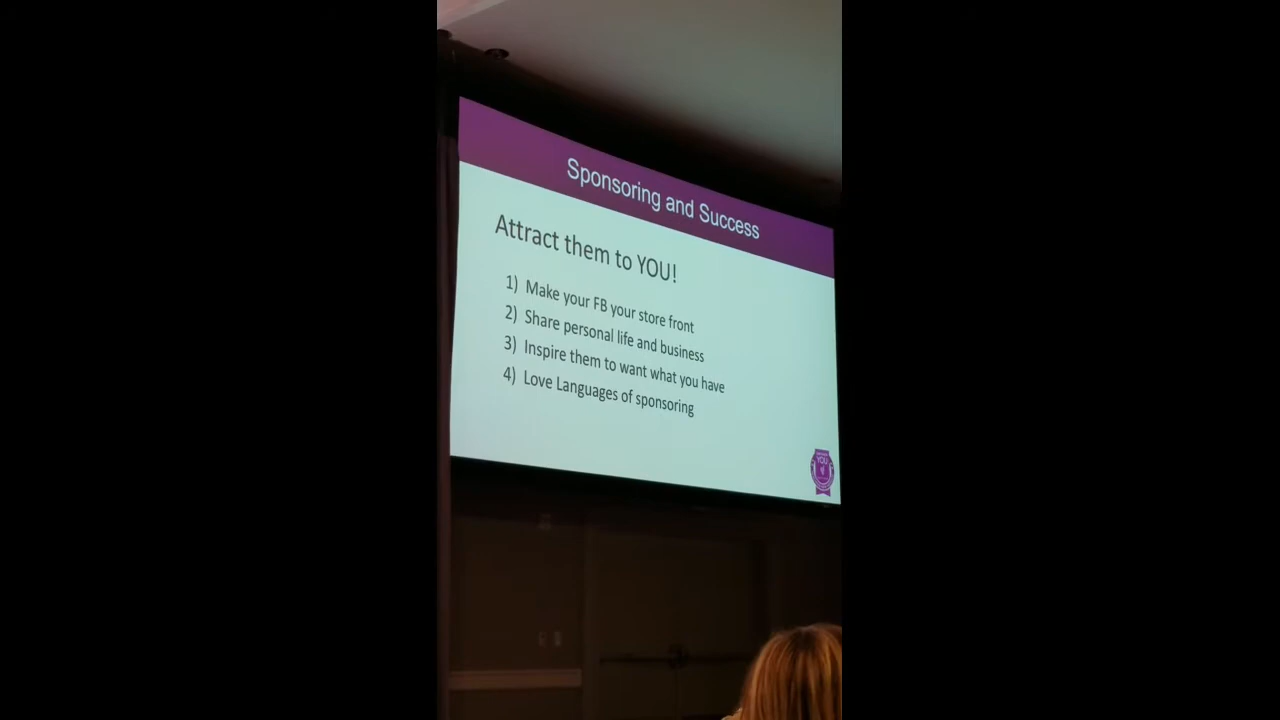 Sponsoring and Success
Attract them to YOU!
1) Make your FB your store front
2) Share personal life and business
3) Inspire them to want what you have
4) Love Languages of sponsoring
YOU